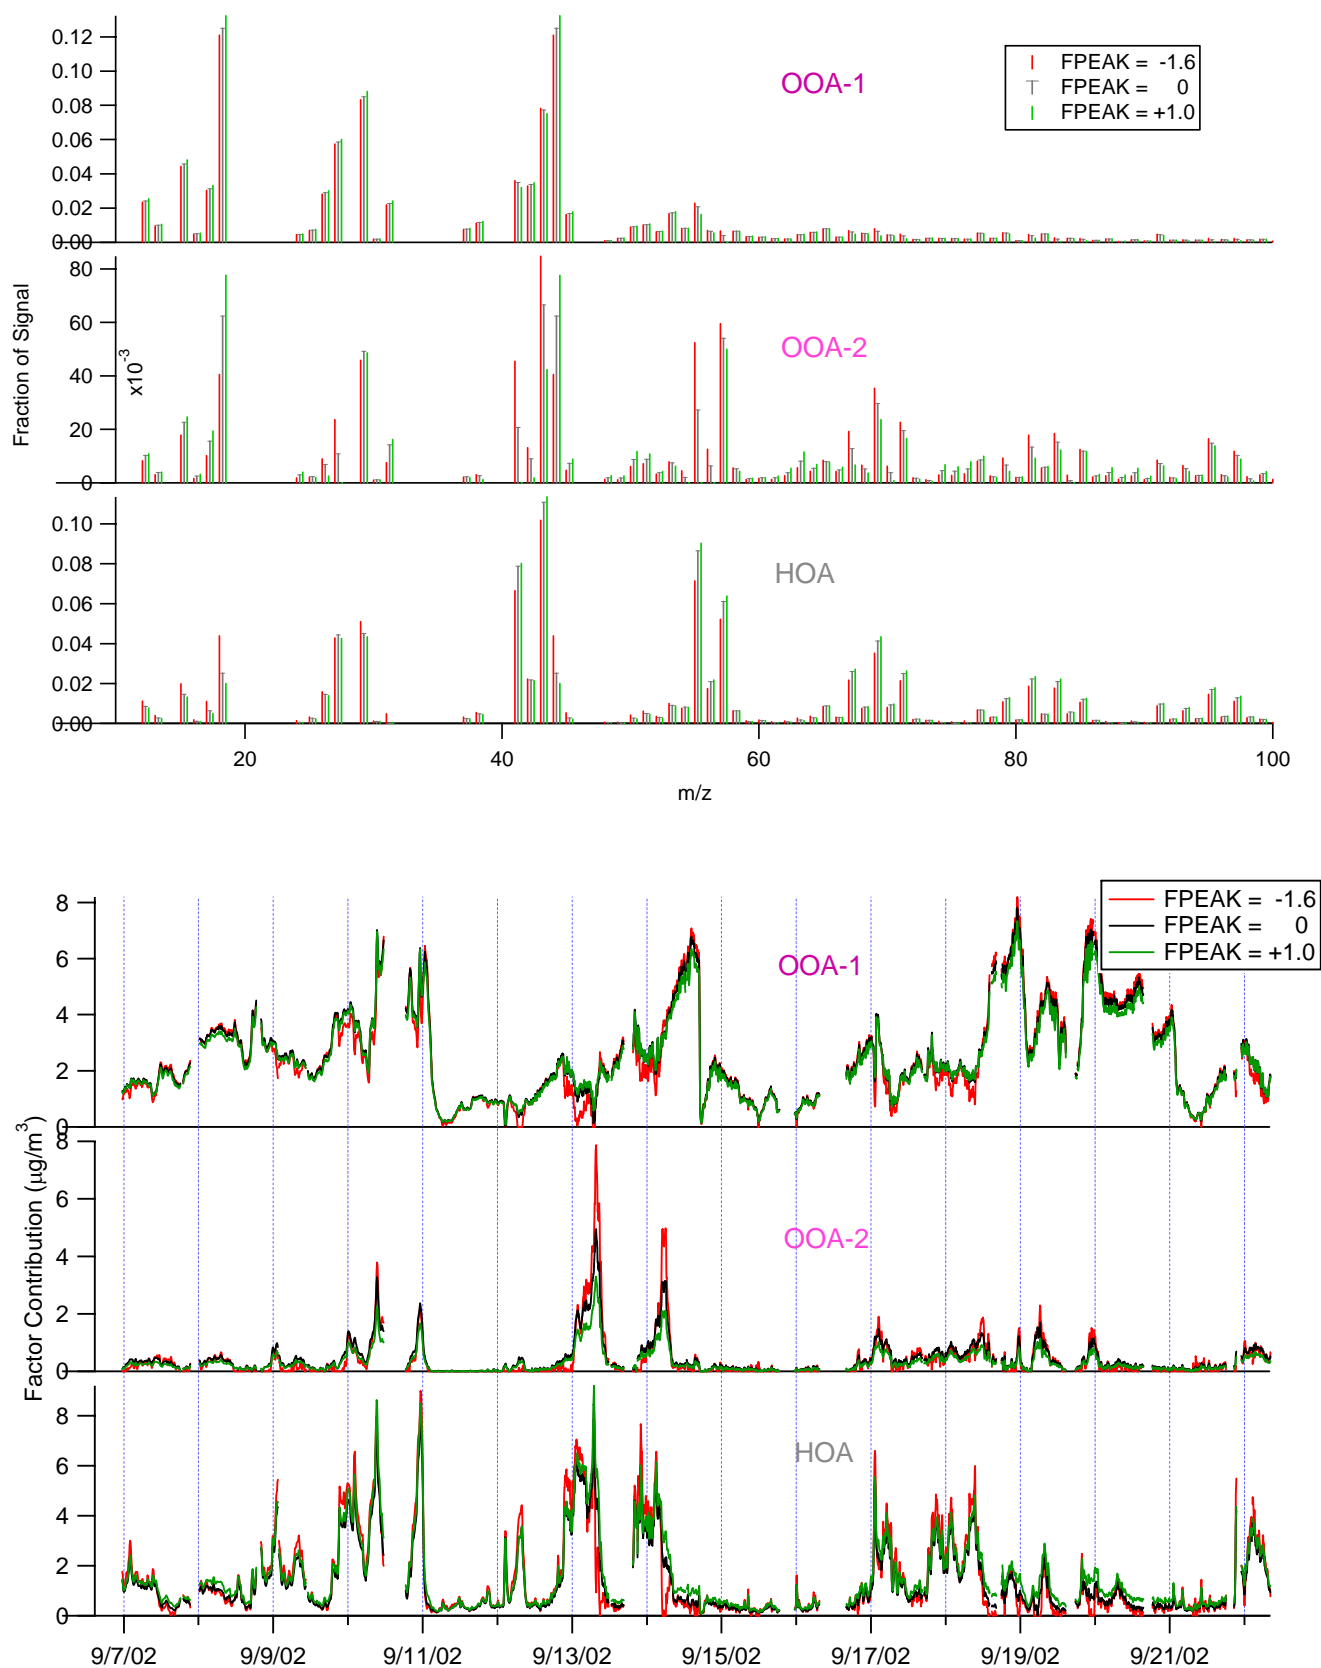 0.12
0.10
0.08
0.06
0.04
0.02
0.00
OOA-1
FPEAK = -1.6
FPEAK = 0
FPEAK = +1.0
80
60
40
20
0
x10-3
OOA-2
Fraction of Signal
0.10
0.08
0.06
0.04
0.02
0.00
HOA
20 40 60 80 100
m/z
8
6
4
2
0
OOA-1
FPEAK = -1.6
FPEAK = 0
FPEAK = +1.0
8
6
4
2
0
OOA-2
Factor Contribution (µg/m3)
8
6
4
2
0
HOA
9/7/02 9/9/02 9/11/02 9/13/02 9/15/02 9/17/02 9/19/02 9/21/02